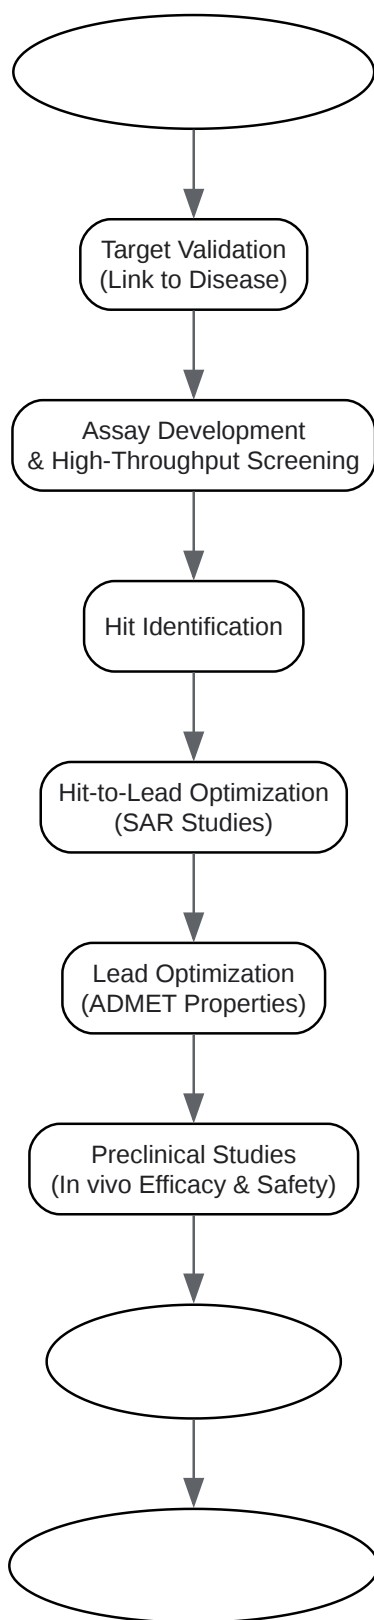 Target Validation
(Link to Disease)
Assay Development
& High-Throughput Screening
Hit Identification
Hit-to-Lead Optimization
(SAR Studies)
Lead Optimization
(ADMET Properties)
Preclinical Studies
(In vivo Efficacy & Safety)